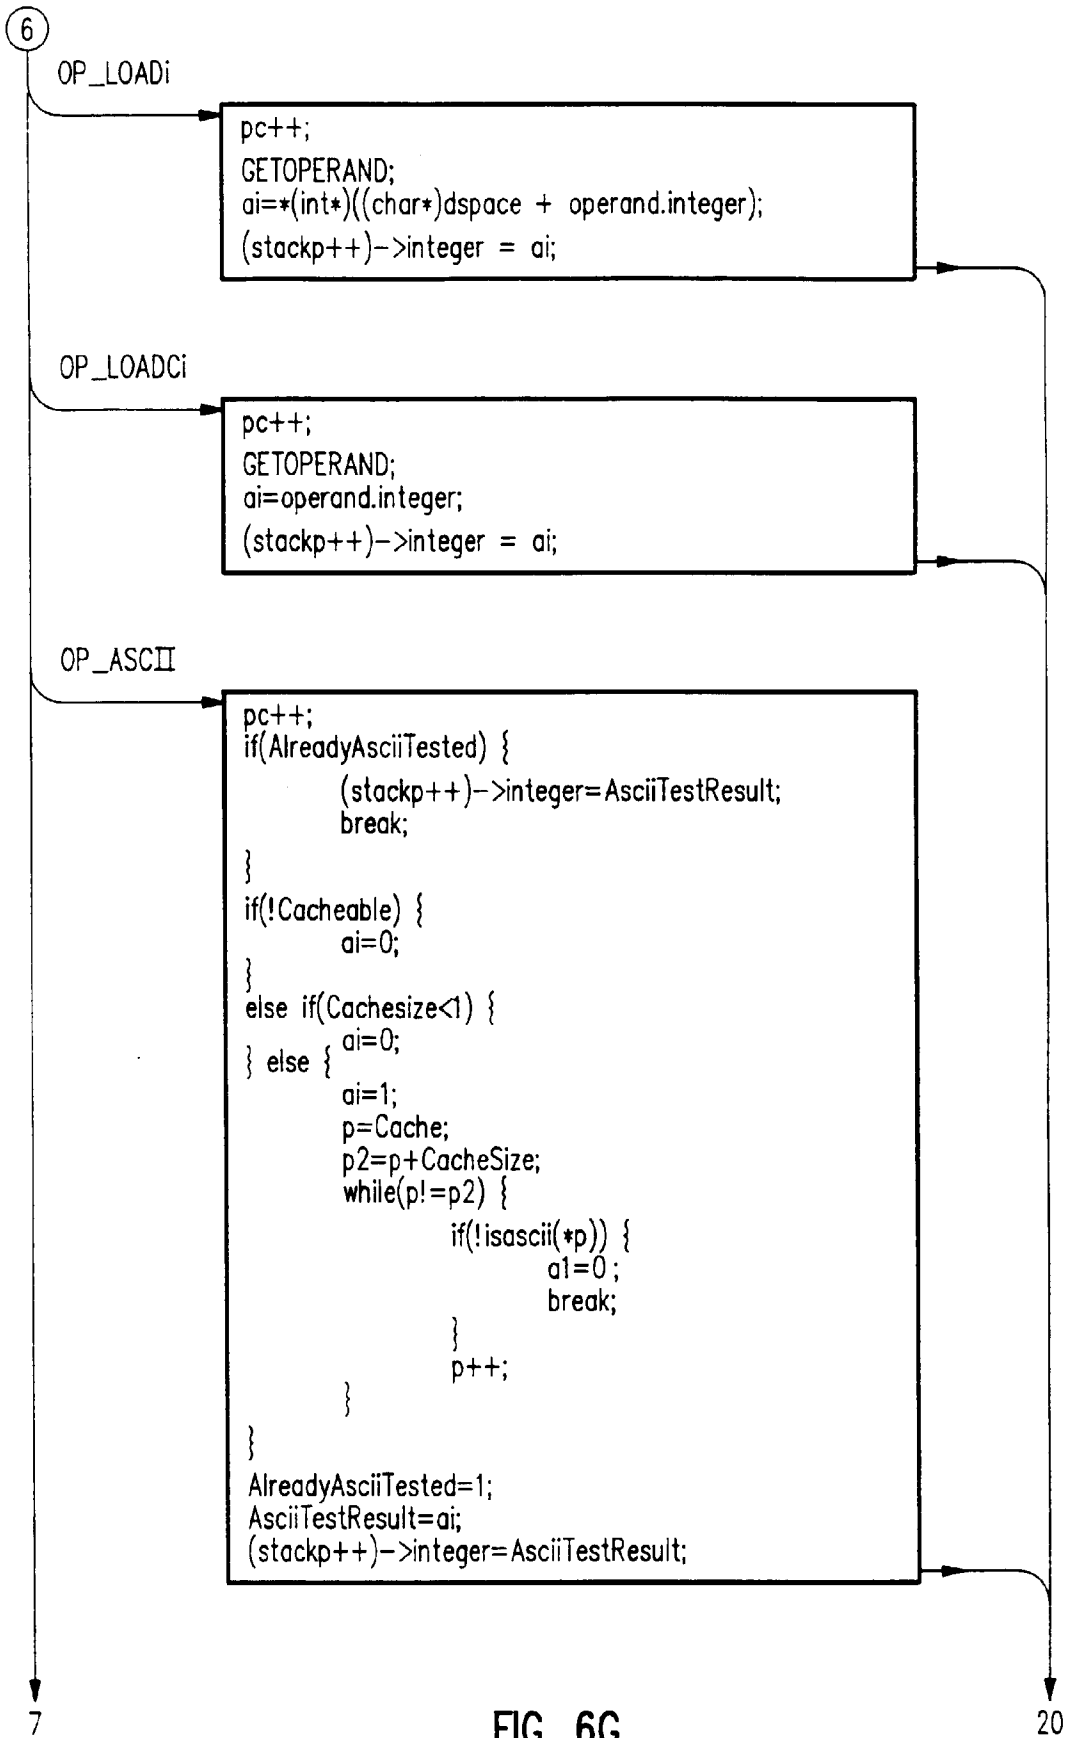 6
OP_LOADi
pc++;
GETOPERAND;
ai=*(int*)((char*)dspace + operand.integer);
(stackp++)->integer = ai;
OP_LOADCi
pc++;
GETOPERAND;
ai=operand.integer;
(stackp++)->integer = ai;
OP_ASCII
pc++;
if(AlreadyAsciiTested) {
(stackp++)->integer=AsciiTestResult;
break;
}
if(!Cacheable) {
ai=0;
}
else if(Cachesize<1) {
ai=0;
} else {
ai=1;
p=Cache;
p2=p+CacheSize;
while(p!=p2) {
if(!isascii(*p)) {
a1=0;
break;
}
p++;
}
}
AlreadyAsciiTested=1;
AsciiTestResult=ai;
(stackp++)->integer=AsciiTestResult;
7
FIG. 6G
20